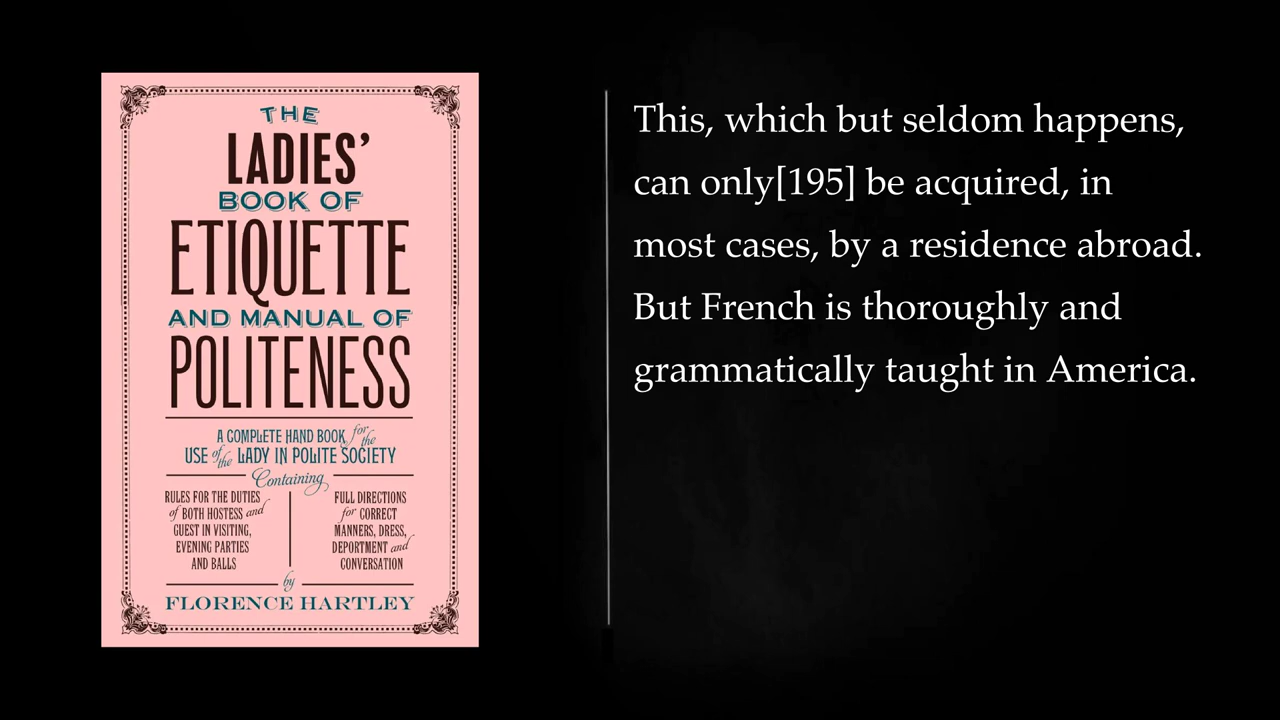 THE
LADIES'
BOOK OF
ETIQUETTE
AND MANUAL OF
POLITENESS
A COMPLETE HAND BOOK for the
USE of the LADY IN POLITE SOCIETY
Containing
RULES FOR THE DUTIES
of BOTH HOSTESS and
GUEST IN VISITING,
EVENING PARTIES
AND BALLS
FULL DIRECTIONS
for CORRECT
MANNERS, DRESS,
DEPORTMENT and
CONVERSATION
by
FLORENCE HARTLEY
This, which but seldom happens,
can only[195] be acquired, in
most cases, by a residence abroad.
But French is thoroughly and
grammatically taught in America.